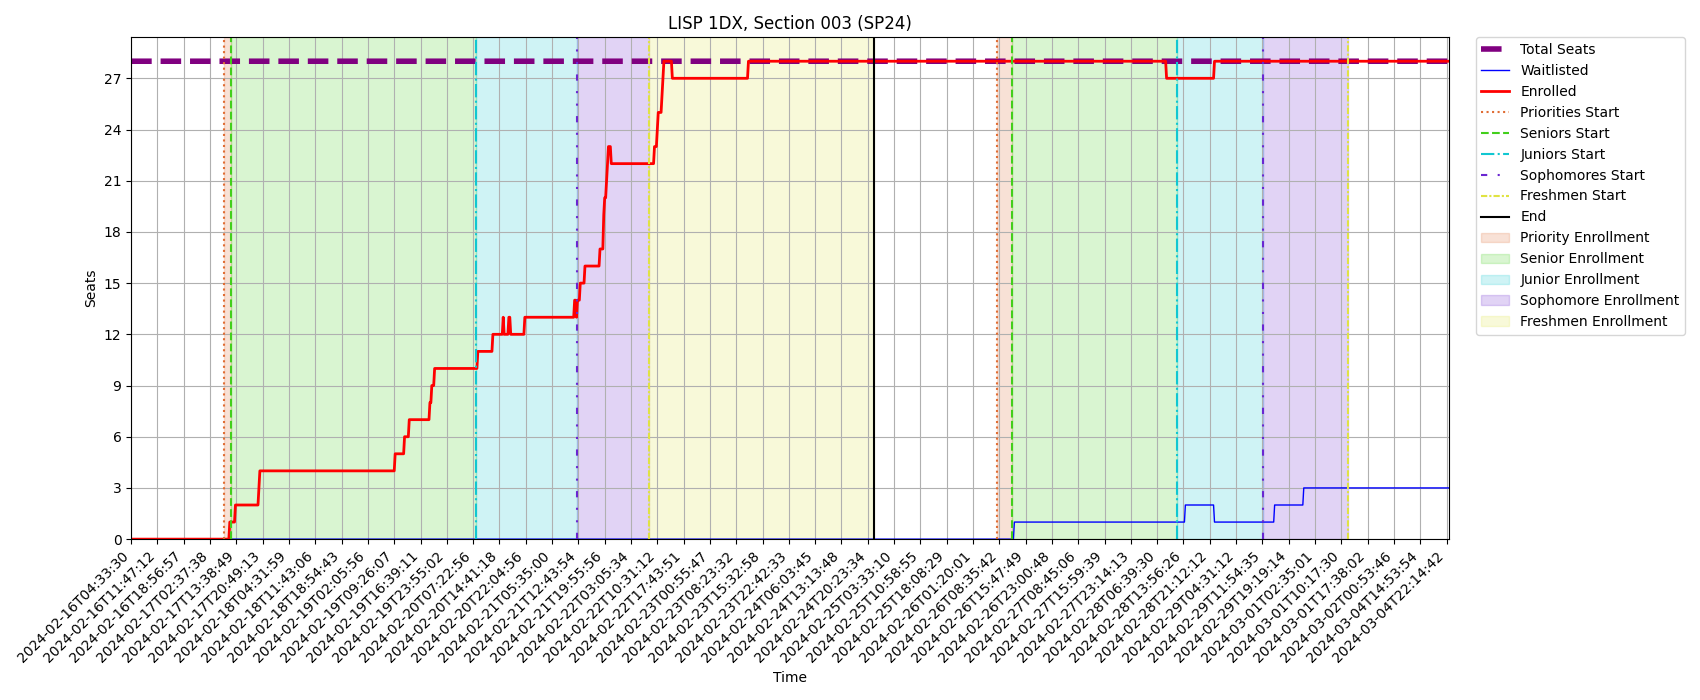 LISP 1DX, Section 003 (SP24)
Seats
27
24
21
18
15
12
9
6
3
0
2024-02-16T04:33:30
2024-02-16T11:47:12
2024-02-16T18:56:57
2024-02-17T02:37:38
2024-02-17T13:38:49
2024-02-17T20:49:13
2024-02-18T04:31:59
2024-02-18T11:43:06
2024-02-18T18:54:43
2024-02-19T02:05:56
2024-02-19T09:26:07
2024-02-19T16:39:11
2024-02-19T23:55:02
2024-02-20T07:22:56
2024-02-20T14:41:18
2024-02-20T22:04:56
2024-02-21T05:35:00
2024-02-21T12:43:54
2024-02-21T19:55:56
2024-02-22T03:05:34
2024-02-22T10:31:12
2024-02-22T17:43:51
2024-02-23T00:55:47
2024-02-23T08:23:32
2024-02-23T15:32:58
2024-02-23T22:42:33
2024-02-24T06:03:45
2024-02-24T13:13:48
2024-02-24T20:23:34
2024-02-25T03:33:10
2024-02-25T10:58:55
2024-02-25T18:08:29
2024-02-26T01:20:01
2024-02-26T08:35:42
2024-02-26T15:47:49
2024-02-26T23:00:48
2024-02-27T08:45:06
2024-02-27T15:59:39
2024-02-27T23:14:13
2024-02-28T06:39:30
2024-02-28T13:56:26
2024-02-28T21:12:12
2024-02-29T04:31:12
2024-02-29T11:54:35
2024-02-29T19:19:14
2024-03-01T02:35:01
2024-03-01T10:17:30
2024-03-01T17:38:02
2024-03-02T00:53:46
2024-03-04T14:53:54
2024-03-04T22:14:42
Time
Total Seats
Waitlisted
Enrolled
Priorities Start
Seniors Start
Juniors Start
Sophomores Start
Freshmen Start
End
Priority Enrollment
Senior Enrollment
Junior Enrollment
Sophomore Enrollment
Freshmen Enrollment